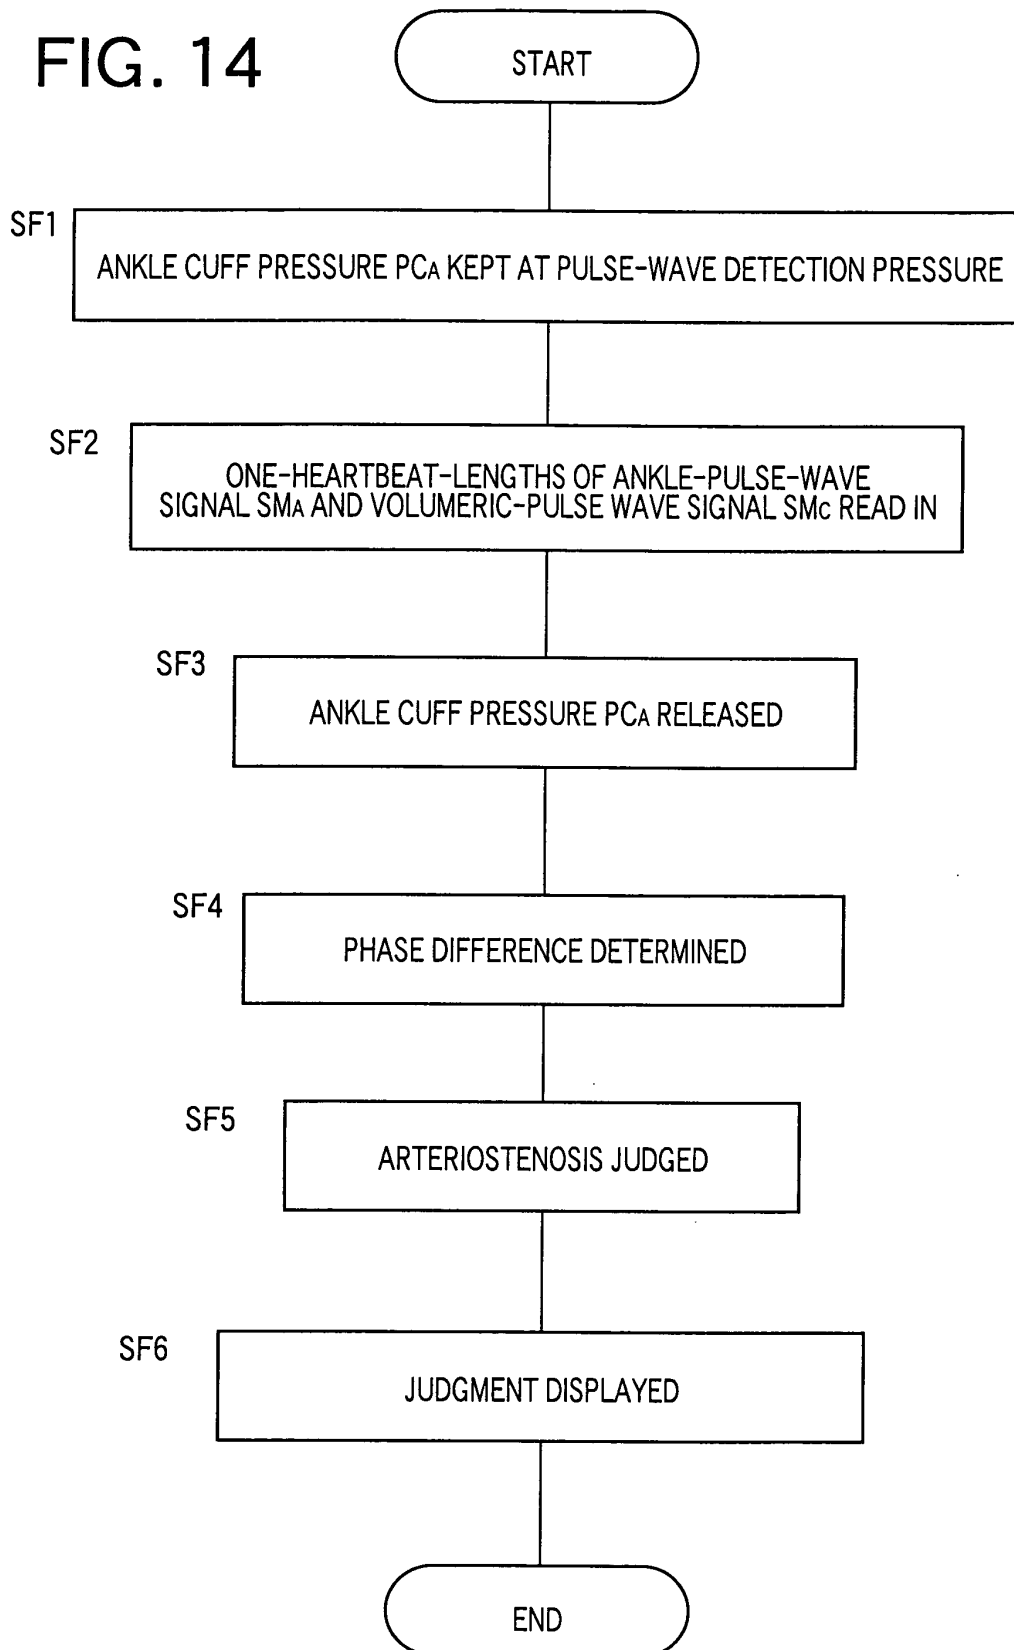 FIG. 14
START
SF1
ANKLE CUFF PRESSURE PCA KEPT AT PULSE-WAVE DETECTION PRESSURE
SF2
ONE-HEARTBEAT-LENGTHS OF ANKLE-PULSE-WAVE
SIGNAL SMA AND VOLUMERIC-PULSE WAVE SIGNAL SMC READ IN
SF3
ANKLE CUFF PRESSURE PCA RELEASED
SF4
PHASE DIFFERENCE DETERMINED
SF5
ARTERIOSTENOSIS JUDGED
SF6
JUDGMENT DISPLAYED
END